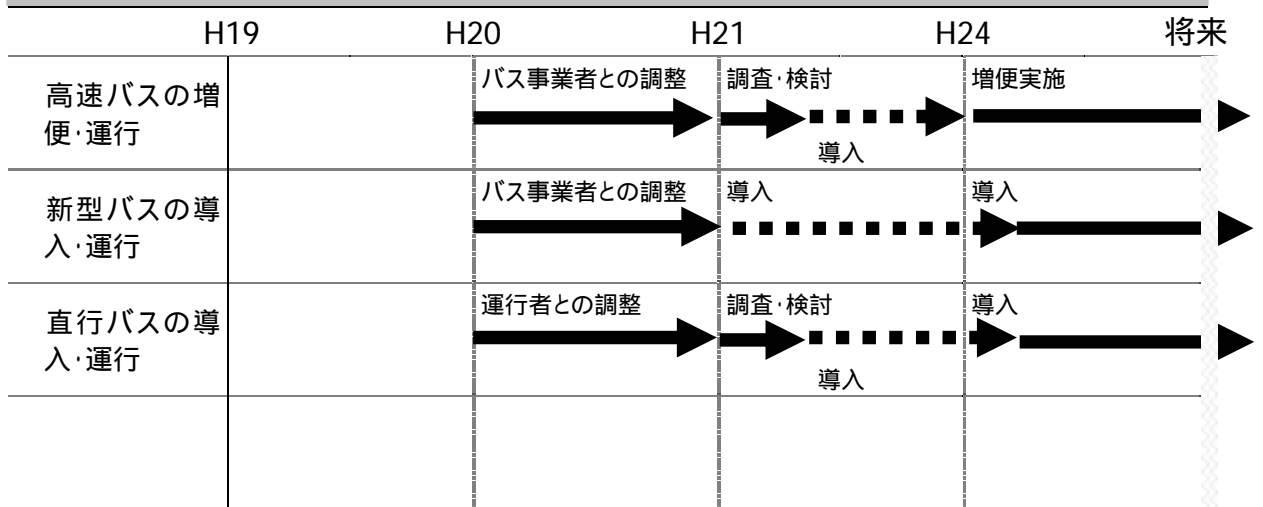 H19 H20 H21 H24 将来
高速バスの増
便・運行
バス事業者との調整 調査・検討 増便実施
導入
新型バスの導
入・運行
バス事業者との調整 導入 導入
直行バスの導
入・運行
運行者との調整 調査・検討 導入
導入